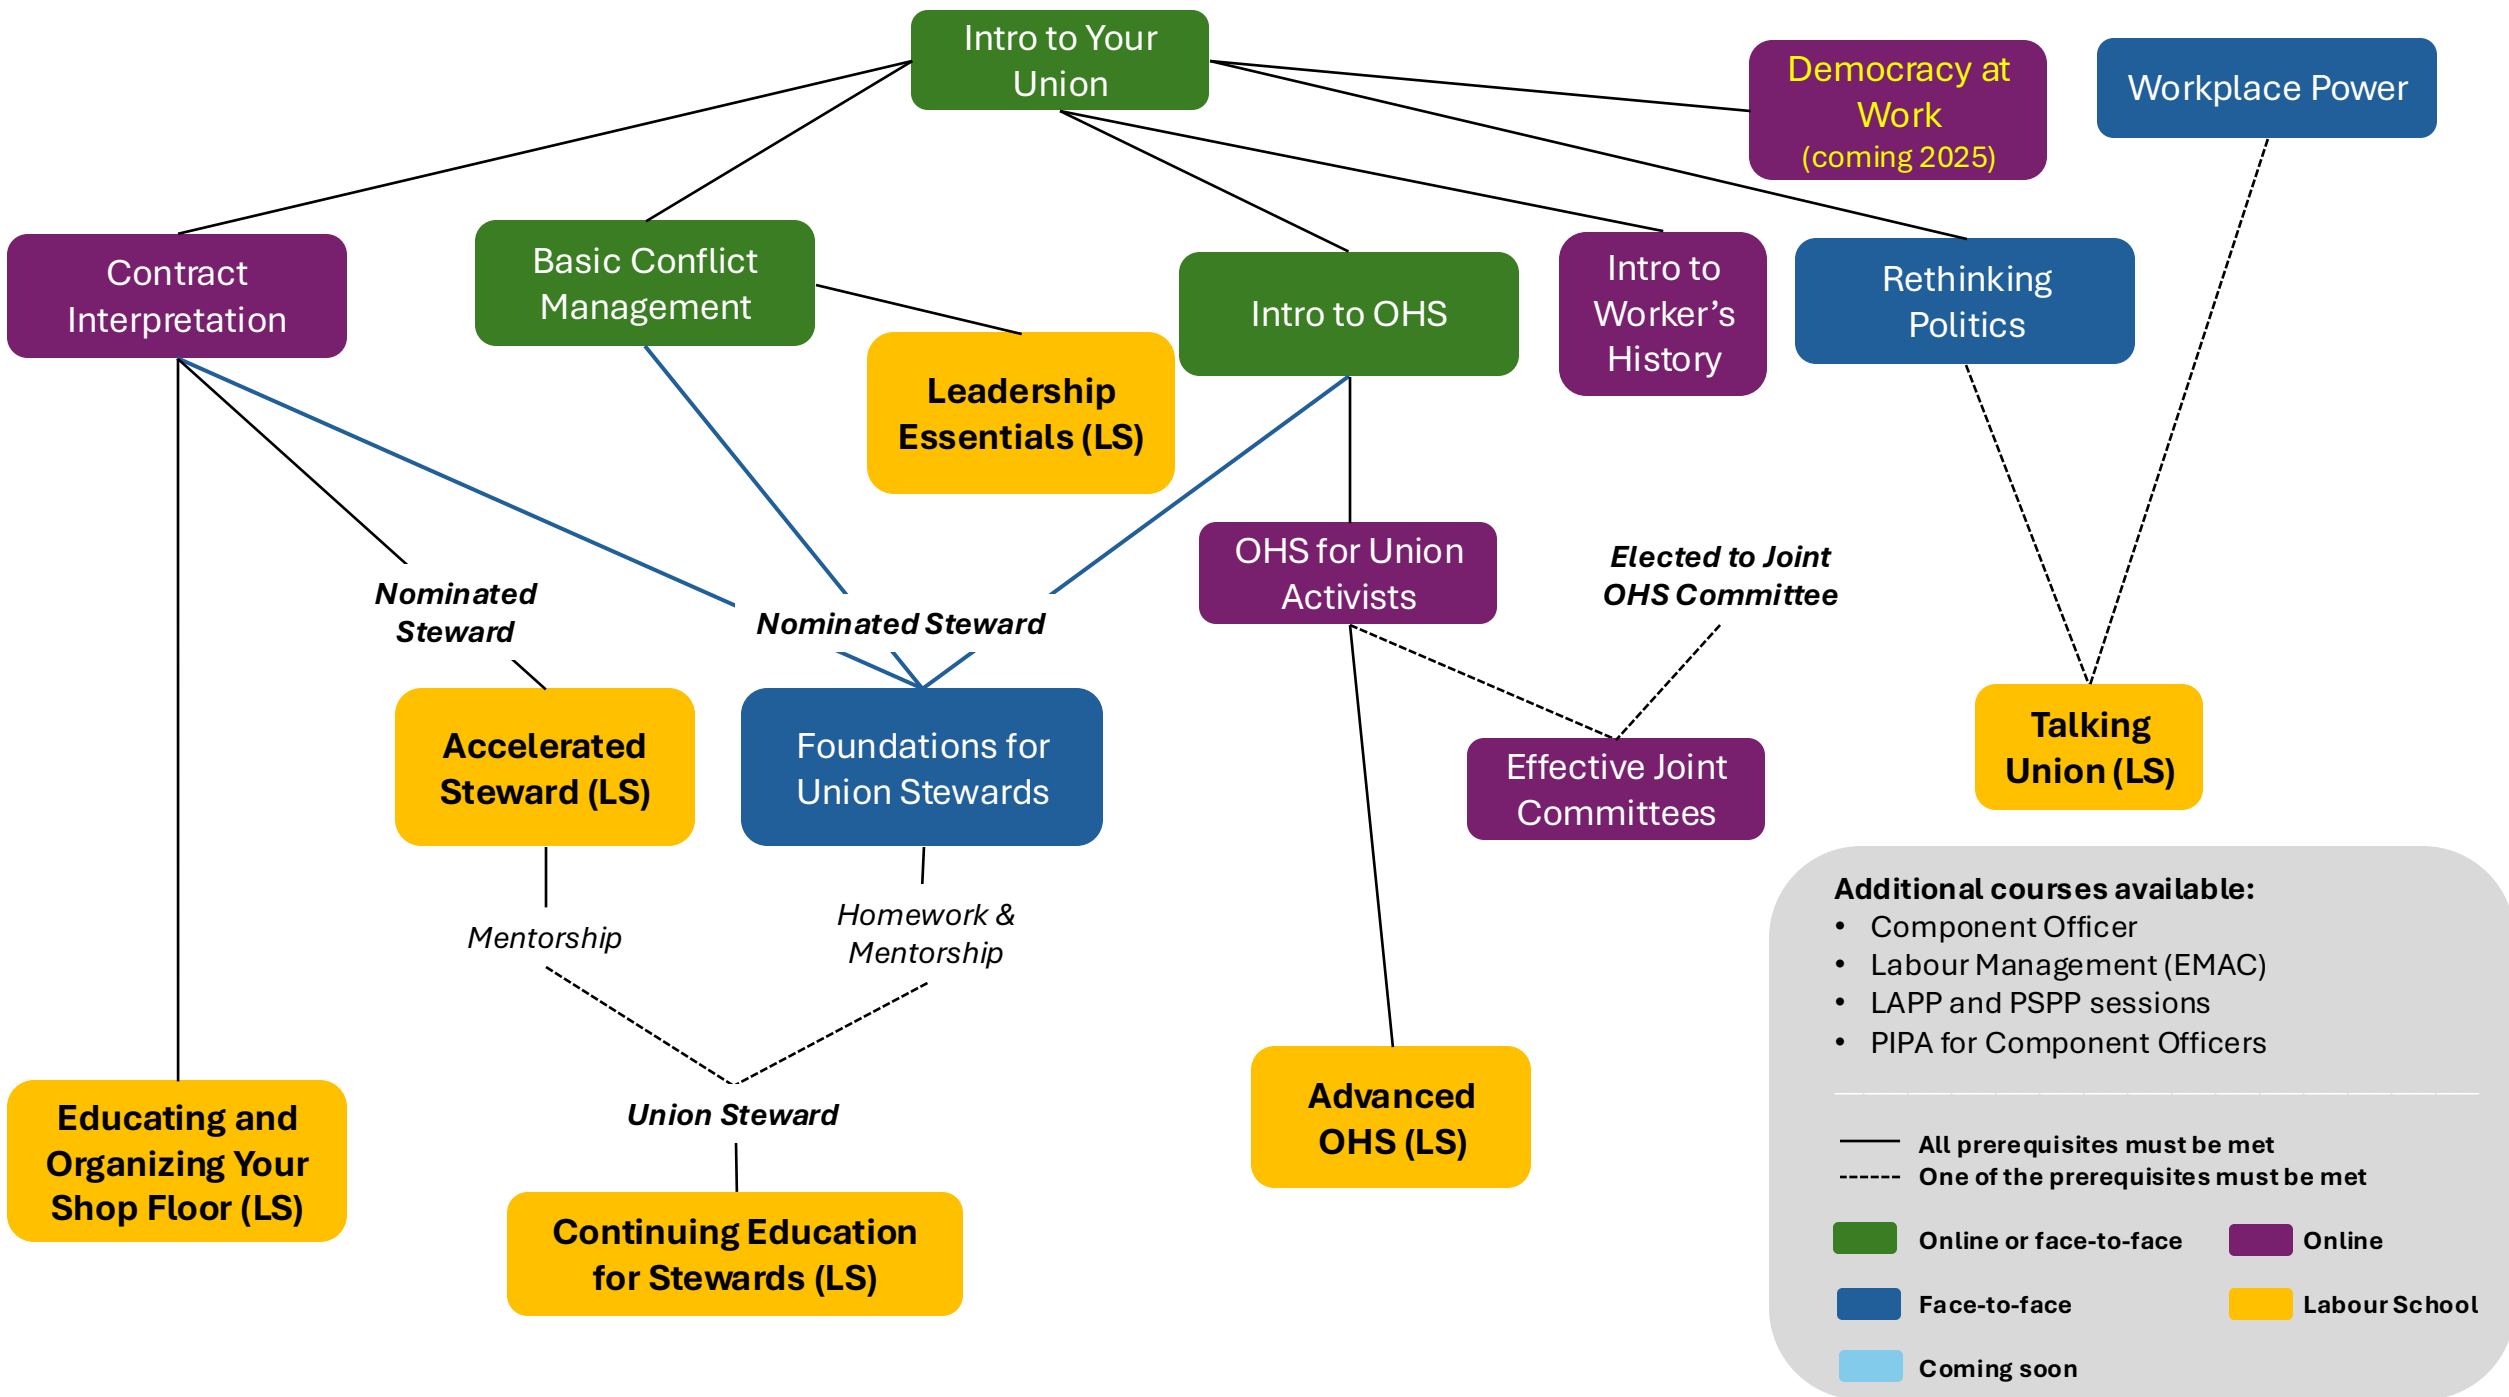 Intro to Your
Union
Democracy at
Work
(coming 2025)
Workplace Power
Contract
Interpretation
Basic Conflict
Management
Intro to OHS
Intro to
Worker’s
History
Rethinking
Politics
Leadership
Essentials (LS)
OHS for Union
Activists
Elected to Joint
OHS Committee
Nominated
Steward
Nominated Steward
Accelerated
Steward (LS)
Foundations for
Union Stewards
Effective Joint
Committees
Talking
Union (LS)
Mentorship
Homework &
Mentorship
Union Steward
Educating and
Organizing Your
Shop Floor (LS)
Continuing Education
for Stewards (LS)
Advanced
OHS (LS)
Additional courses available:
• Component Officer
• Labour Management (EMAC)
• LAPP and PSPP sessions
• PIPA for Component Officers
All prerequisites must be met
One of the prerequisites must be met
Online or face-to-face
Online
Face-to-face
Labour School
Coming soon